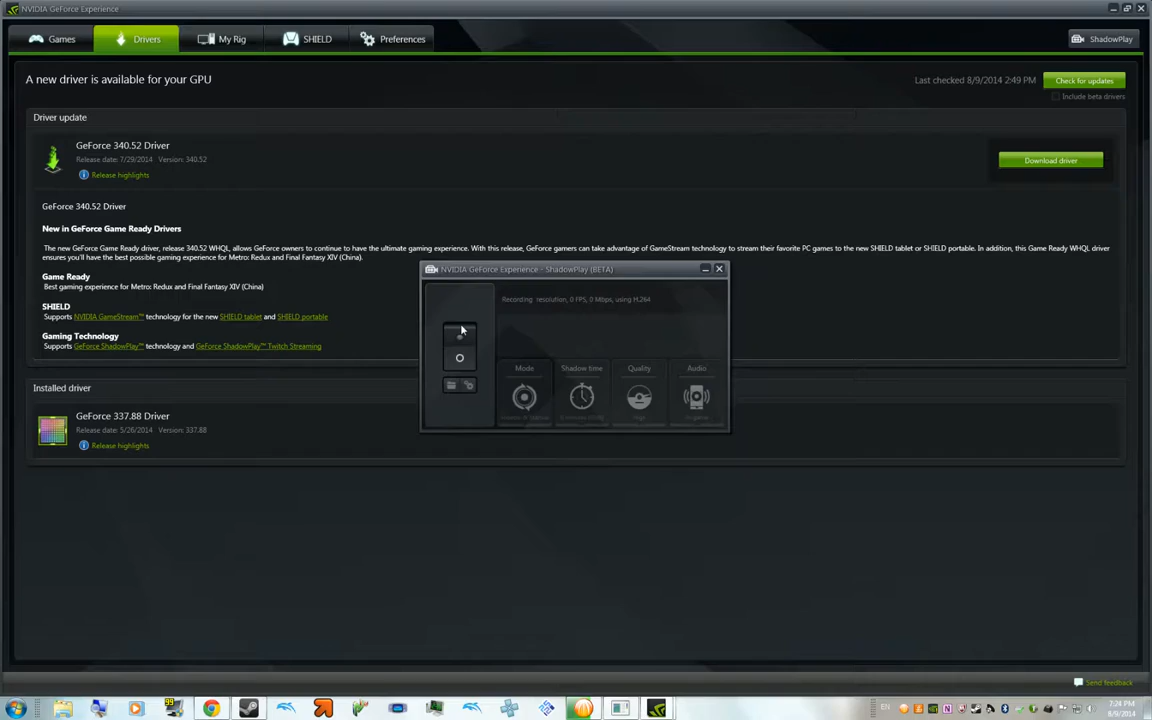 NVIDIA GeForce Experience
Games
Drivers
My Rig
SHIELD
Preferences
ShadowPlay
A new driver is available for your GPU
Last checked 8/9/2014 2:49 PM
Check for updates
Include beta drivers
Driver update
GeForce 340.52 Driver
Release date: 7/29/2014 Version: 340.52
Release highlights
Download driver
GeForce 340.52 Driver
New in GeForce Game Ready Drivers
The new GeForce Game Ready driver, release 340.52 WHQL, allows GeForce owners to continue to have the ultimate gaming experience. With this release, GeForce gamers can take advantage of GameStream technology to stream their favorite PC games to the new SHIELD tablet or SHIELD portable. In addition, this Game Ready WHQL driver
ensures you'll have the best possible gaming experience for Metro: Redux and Final Fantasy XIV (China).
Game Ready
Best gaming experience for Metro: Redux and Final Fantasy XIV (China)
SHIELD
Supports NVIDIA GameStream™ technology for the new SHIELD tablet and SHIELD portable
Gaming Technology
Supports GeForce ShadowPlay™ technology and GeForce ShadowPlay™ Twitch Streaming
NVIDIA GeForce Experience - ShadowPlay (BETA)
Recording resolution, 0 FPS, 0 Mbps, using H.264
Mode
Shadow time
Quality
Audio
High
In-game
Installed driver
GeForce 337.88 Driver
Release date: 5/26/2014 Version: 337.88
Release highlights
Send feedback
99
EN
7:24 PM
8/9/2014